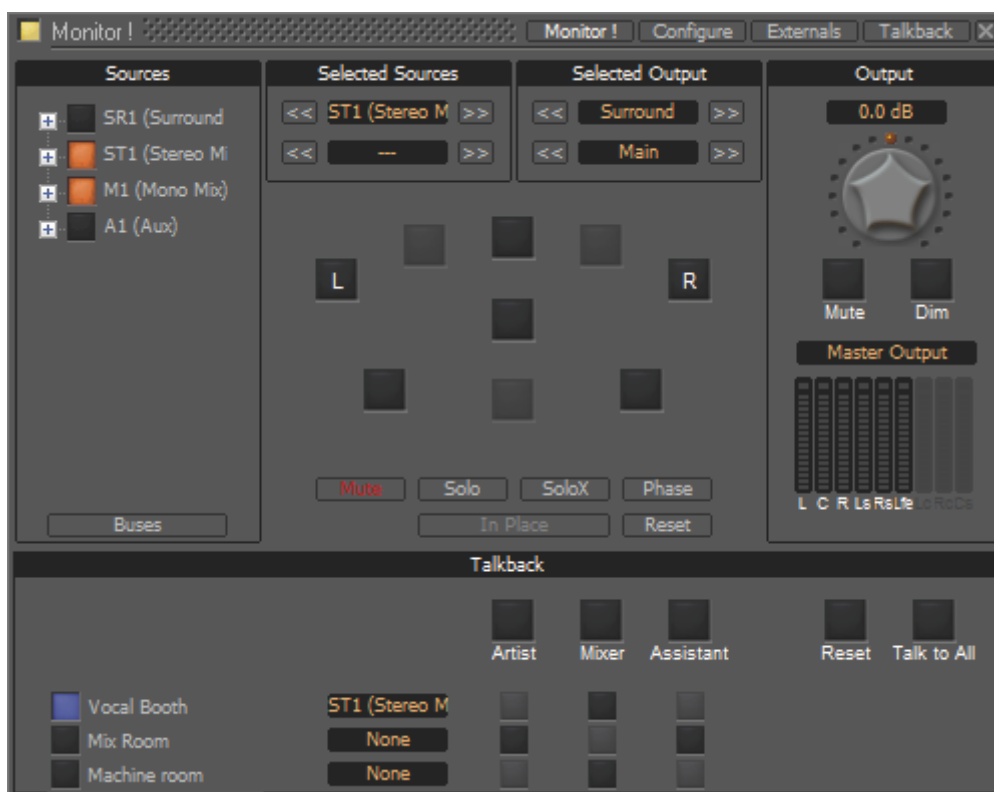 Monitor ! Monitor ! Configure Externals Talkback
Sources Selected Sources Selected Output Output
SR1 (Surround << ST1 (Stereo M >> << Surround >> 0.0 dB
ST1 (Stereo Mi << --- >> << Main >>
M1 (Mono Mix)
A1 (Aux)
L R
Mute Dim
Master Output
Mute Solo SoloX Phase
L C R Ls Rs Lfe Lc Rc Cs
Buses In Place Reset
Talkback
Artist Mixer Assistant Reset Talk to All
Vocal Booth ST1 (Stereo M
Mix Room None
Machine room None